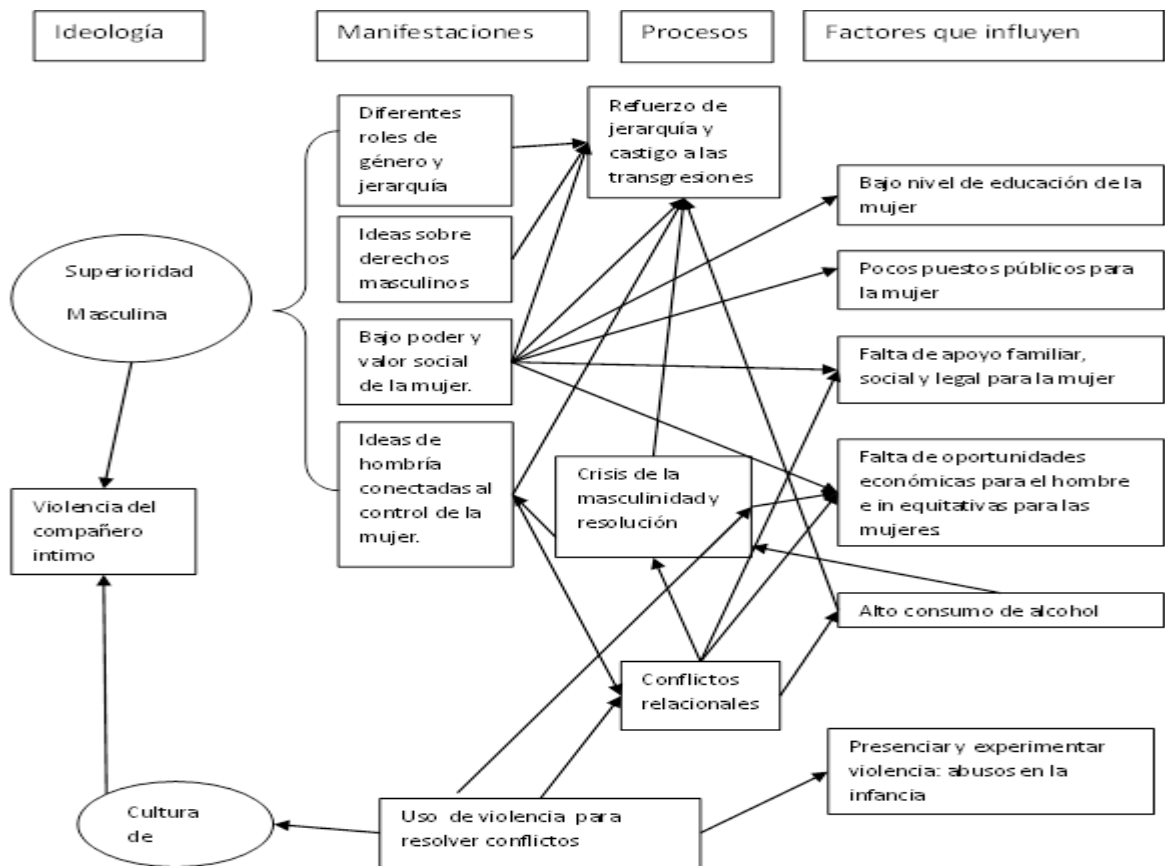 Ideología
Manifestaciones
Procesos
Factores que influyen
Diferentes
roles de
género y
jerarquía
Refuerzo de
jerarquía y
castigo a las
transgresiones
Bajo nivel de educación de la
mujer
Ideas sobre
derechos
masculinos
Superioridad
Masculina
Pocos puestos públicos para
la mujer
Bajo poder y
valor social
de la mujer.
Falta de apoyo familiar,
social y legal para la mujer
Ideas de
hombría
conectadas al
control de la
mujer.
Crisis de la
masculinidad y
resolución
Falta de oportunidades
económicas para el hombre
e in equitativas para las
mujeres.
Violencia del
compañero
intimo
Alto consumo de alcohol
Conflictos
relacionales
Presenciar y experimentar
violencia: abusos en la
infancia
Cultura
de
Uso de violencia para
resolver conflictos